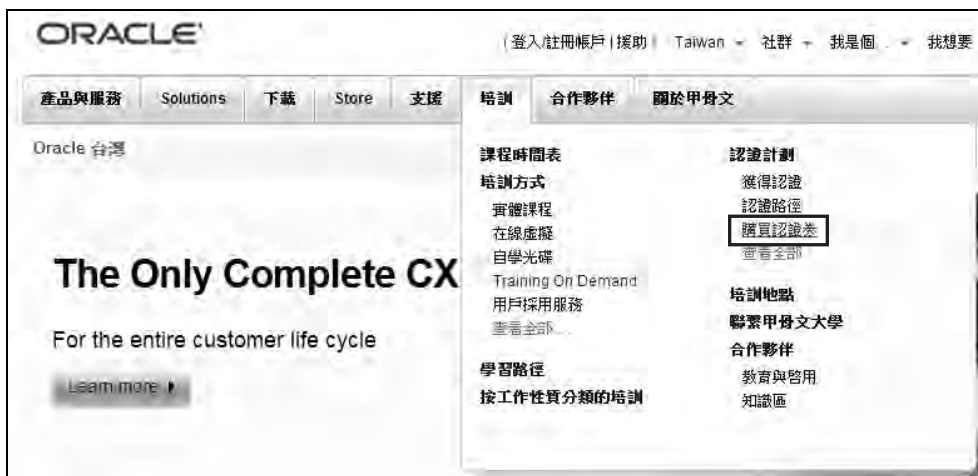 ORACLE
( 登入/註冊帳戶 | 援助 | Taiwan 社群 我是個... 我想要
產品與服務 Solutions 下載 Store 支援 培訓 合作夥伴 關於甲骨文
Oracle 台灣
The Only Complete CX
For the entire customer life cycle
Learn more
課程時間表
培訓方式
實體課程
在線虛擬
自學光碟
Training On Demand
用戶採用服務
查看全部...
學習路徑
按工作性質分類的培訓
認證計劃
獲得認證
認證路徑
購買認證券
查看全部
培訓地點
聯繫甲骨文大學
合作夥伴
教育與啓用
知識區